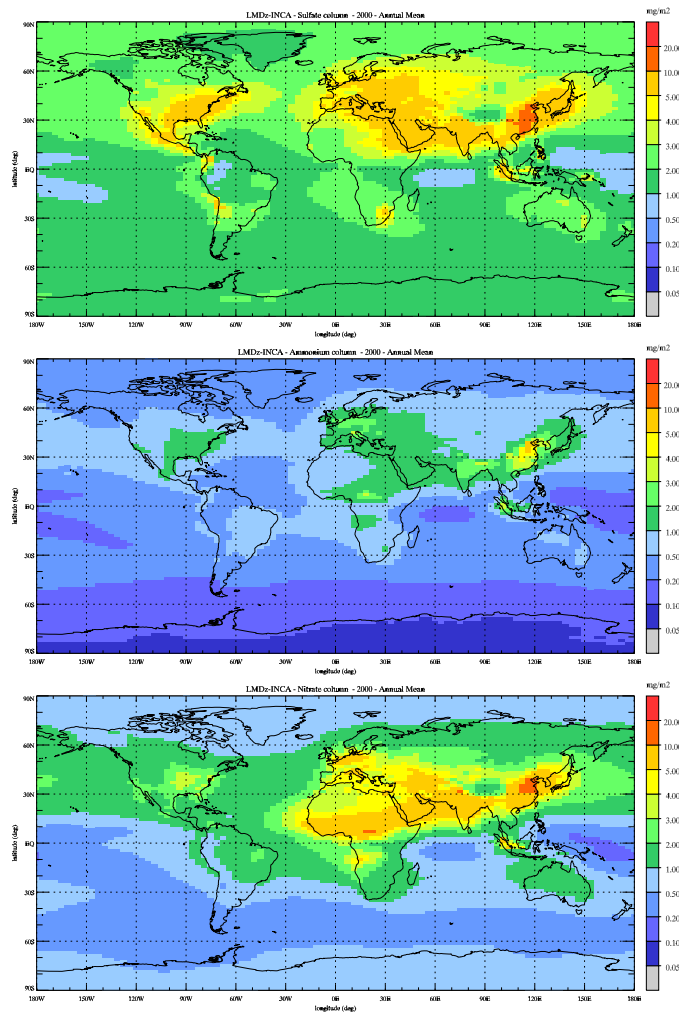 LMDz-INCA - Sulfate column - 2000 - Annual Mean
mg/m2
90N
60N
30N
EQ
30S
60S
90S
latitude (deg)
180W 150W 120W 90W 60W 30W 0E 30E 60E 90E 120E 150E 180E
longitude (deg)
20.00
10.00
5.00
4.00
3.00
2.00
1.00
0.50
0.20
0.10
0.05
LMDz-INCA - Ammonium column - 2000 - Annual Mean
mg/m2
90N
60N
30N
EQ
30S
60S
90S
latitude (deg)
180W 150W 120W 90W 60W 30W 0E 30E 60E 90E 120E 150E 180E
longitude (deg)
20.00
10.00
5.00
4.00
3.00
2.00
1.00
0.50
0.20
0.10
0.05
LMDz-INCA - Nitrate column - 2000 - Annual Mean
mg/m2
90N
60N
30N
EQ
30S
60S
90S
latitude (deg)
180W 150W 120W 90W 60W 30W 0E 30E 60E 90E 120E 150E 180E
longitude (deg)
20.00
10.00
5.00
4.00
3.00
2.00
1.00
0.50
0.20
0.10
0.05